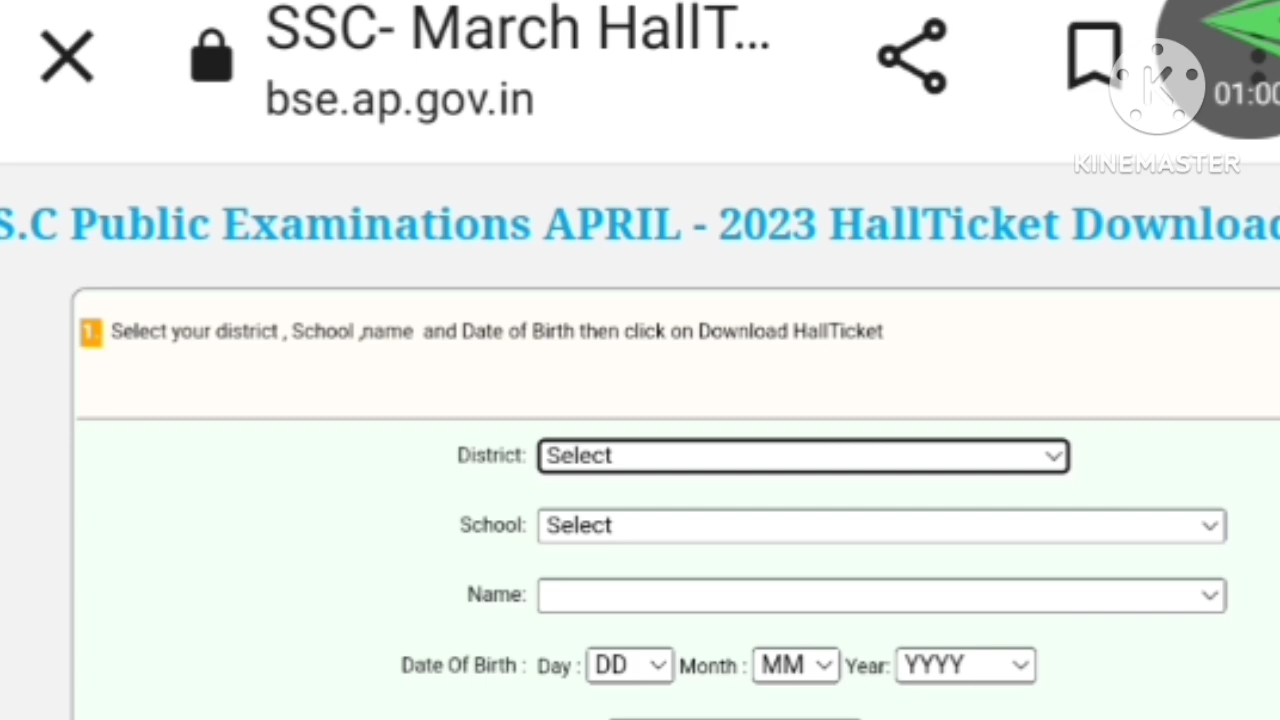 SSC- March HallT...
bse.ap.gov.in
01:00
K
KINEMASTER
S.C Public Examinations APRIL - 2023 HallTicket Download
1. Select your district , School ,name and Date of Birth then click on Download HallTicket
District: Select
School: Select
Name:
Date Of Birth : Day : DD Month : MM Year: YYYY